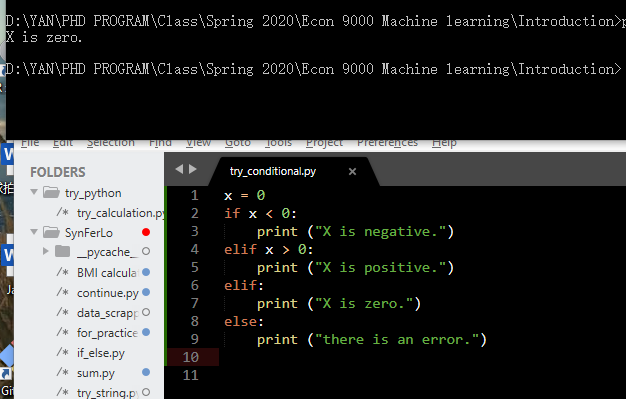 D:\YAN\PHD PROGRAM\Class\Spring 2020\Econ 9000 Machine learning\Introduction>p
X is zero.
D:\YAN\PHD PROGRAM\Class\Spring 2020\Econ 9000 Machine learning\Introduction>
File Edit Selection Find View Goto Tools Project Preferences Help
FOLDERS
try_python
/* try_calculation.py
SynFerLo
__pycache_
/* BMI calcula
/* continue.py
/* data_scrapp
/* for_practice
/* if_else.py
/* sum.py
/* try_string.p
try_conditional.py ×
1 x = 0
2 if x < 0:
3 print ("X is negative.")
4 elif x > 0:
5 print ("X is positive.")
6 elif:
7 print ("X is zero.")
8 else:
9 print ("there is an error.")
10
11
Ja
Git